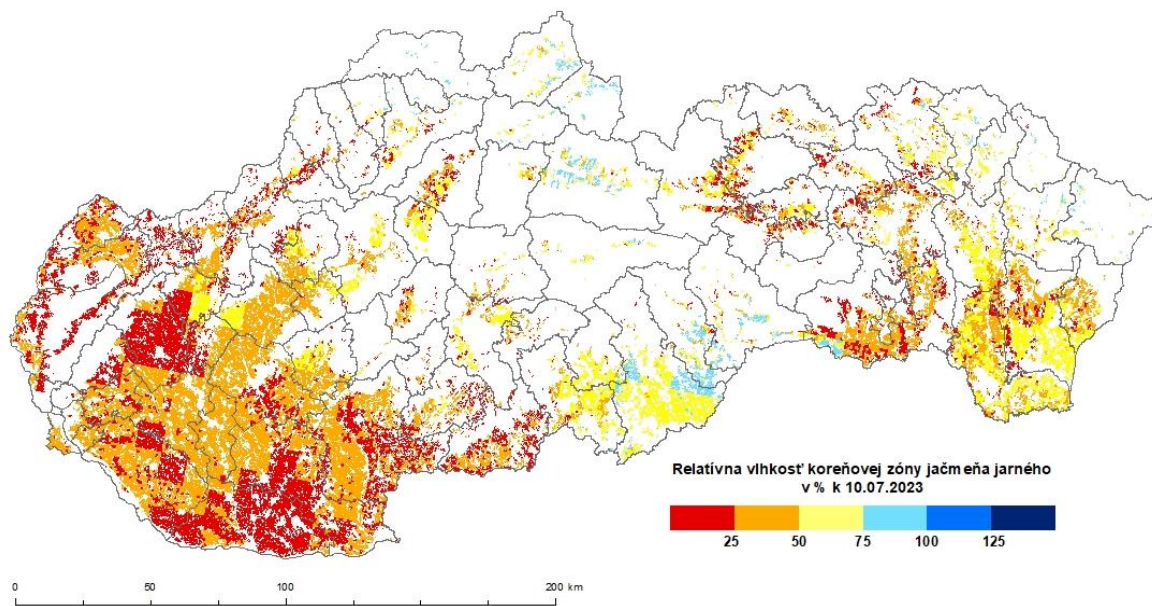 Relatívna vlhkosť koreňovej zóny jačmeňa jarného
v % k 10.07.2023
25 50 75 100 125
0 50 100 200 km